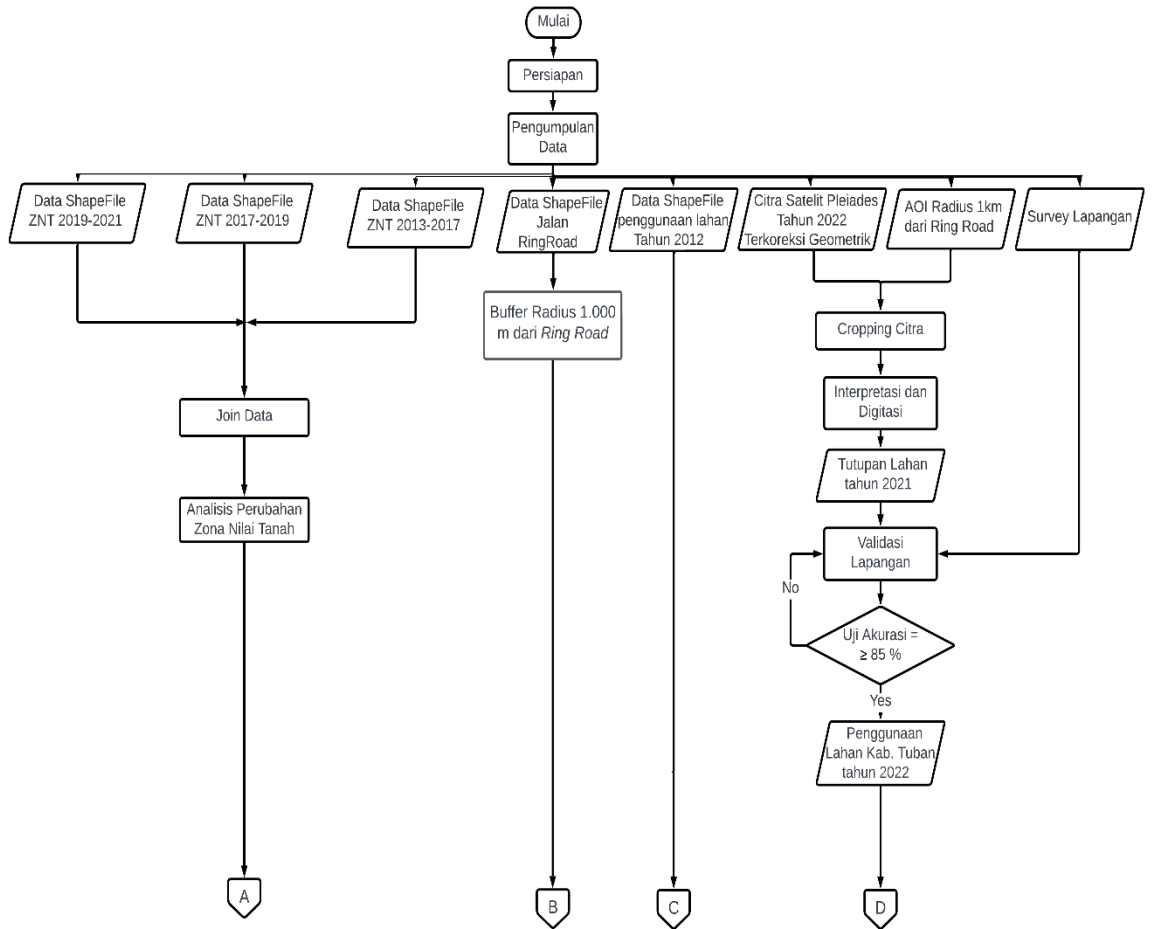 Mulai
Persiapan
Pengumpulan
Data
Data ShapeFile
ZNT 2019-2021
Data ShapeFile
ZNT 2017-2019
Data ShapeFile
ZNT 2013-2017
Data ShapeFile
Jalan
RingRoad
Data ShapeFile
penggunaan lahan
Tahun 2012
Citra Satelit Pleiades
Tahun 2022
Terkoreksi Geometrik
AOI Radius 1km
dari Ring Road
Survey Lapangan
Buffer Radius 1.000
m dari Ring Road
Cropping Citra
Interpretasi dan
Digitasi
Join Data
Tutupan Lahan
tahun 2021
Analisis Perubahan
Zona Nilai Tanah
Validasi
Lapangan
No
Uji Akurasi =
≥ 85 %
Yes
Penggunaan
Lahan Kab. Tuban
tahun 2022
A
B
C
D